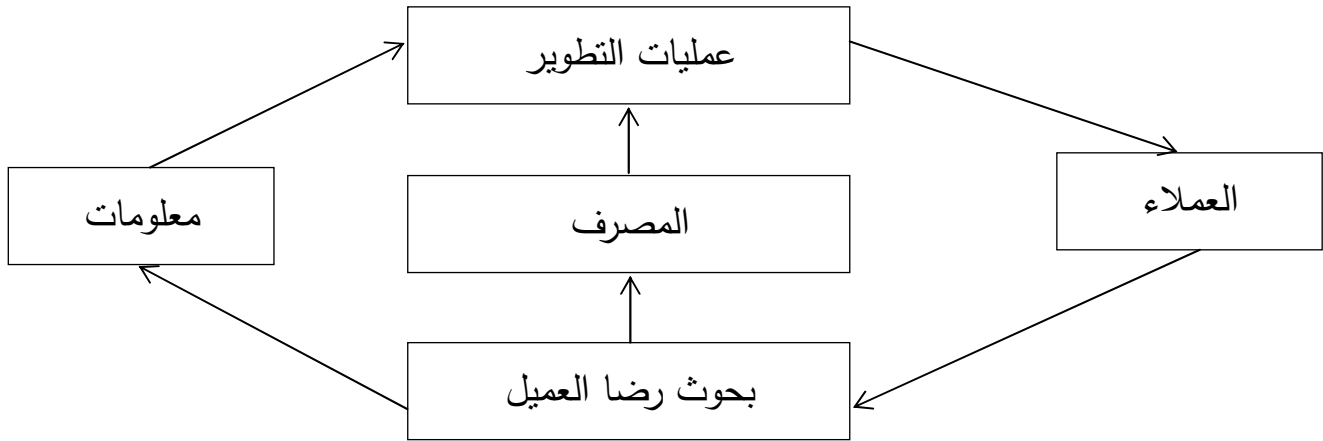 عمليات التطوير
العملاء
المصرف
معلومات
بحوث رضا العميل